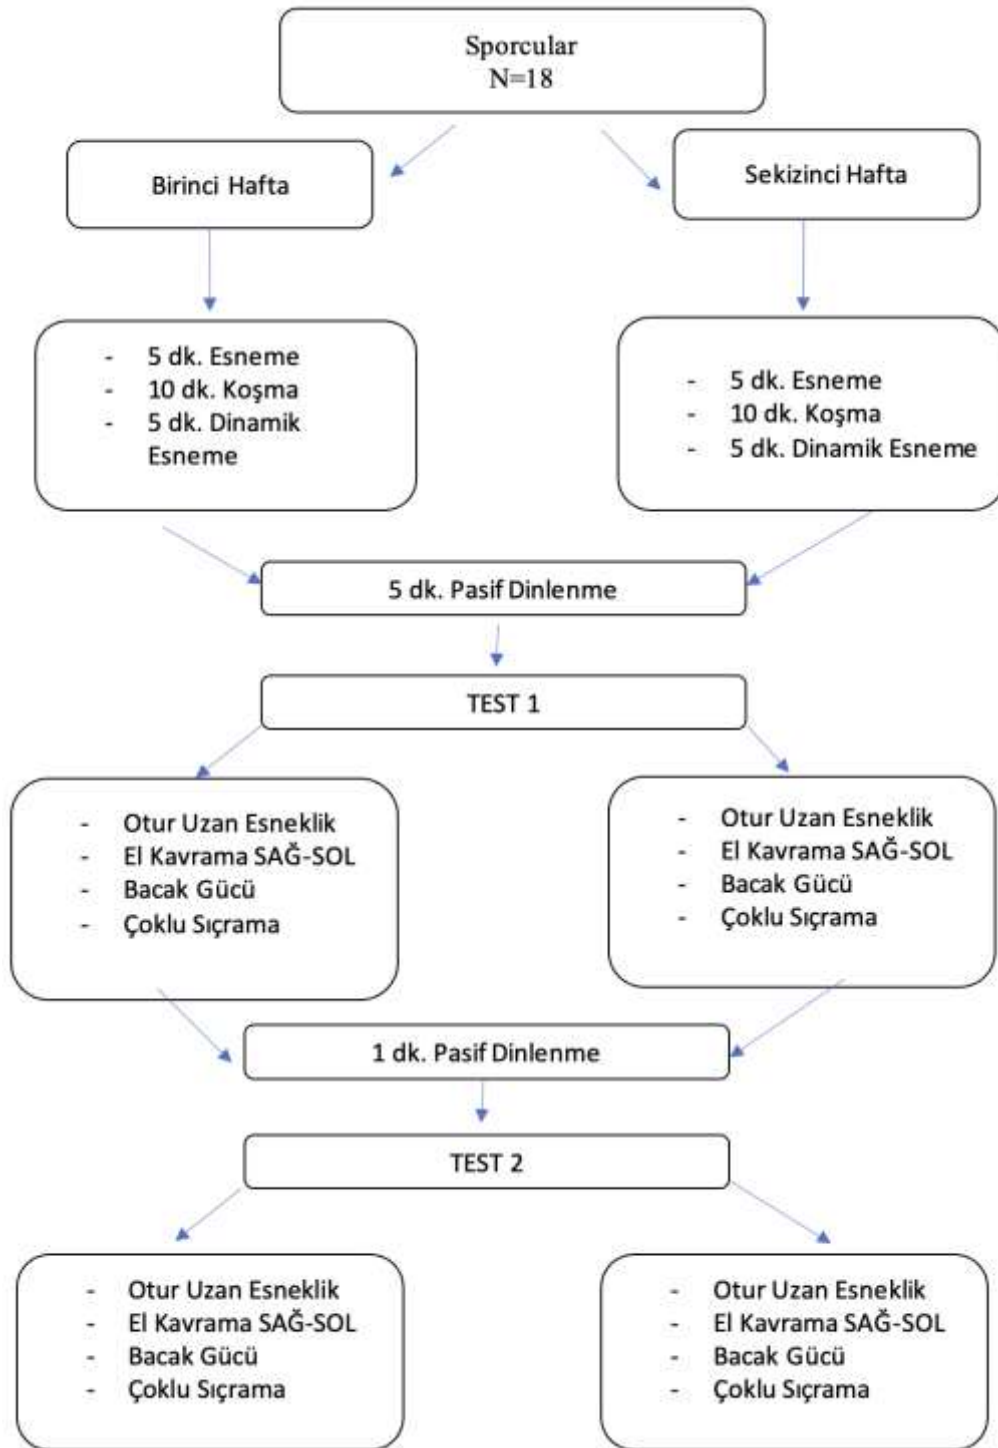 Sporcular
N=18
Birinci Hafta
Sekizinci Hafta
- 5 dk. Esneme
- 10 dk. Koşma
- 5 dk. Dinamik
Esneme
- 5 dk. Esneme
- 10 dk. Koşma
- 5 dk. Dinamik Esneme
5 dk. Pasif Dinlenme
TEST 1
- Otur Uzan Esneklik
- El Kavrama SAĞ-SOL
- Bacak Gücü
- Çoklu Sıçrama
- Otur Uzan Esneklik
- El Kavrama SAĞ-SOL
- Bacak Gücü
- Çoklu Sıçrama
1 dk. Pasif Dinlenme
TEST 2
- Otur Uzan Esneklik
- El Kavrama SAĞ-SOL
- Bacak Gücü
- Çoklu Sıçrama
- Otur Uzan Esneklik
- El Kavrama SAĞ-SOL
- Bacak Gücü
- Çoklu Sıçrama